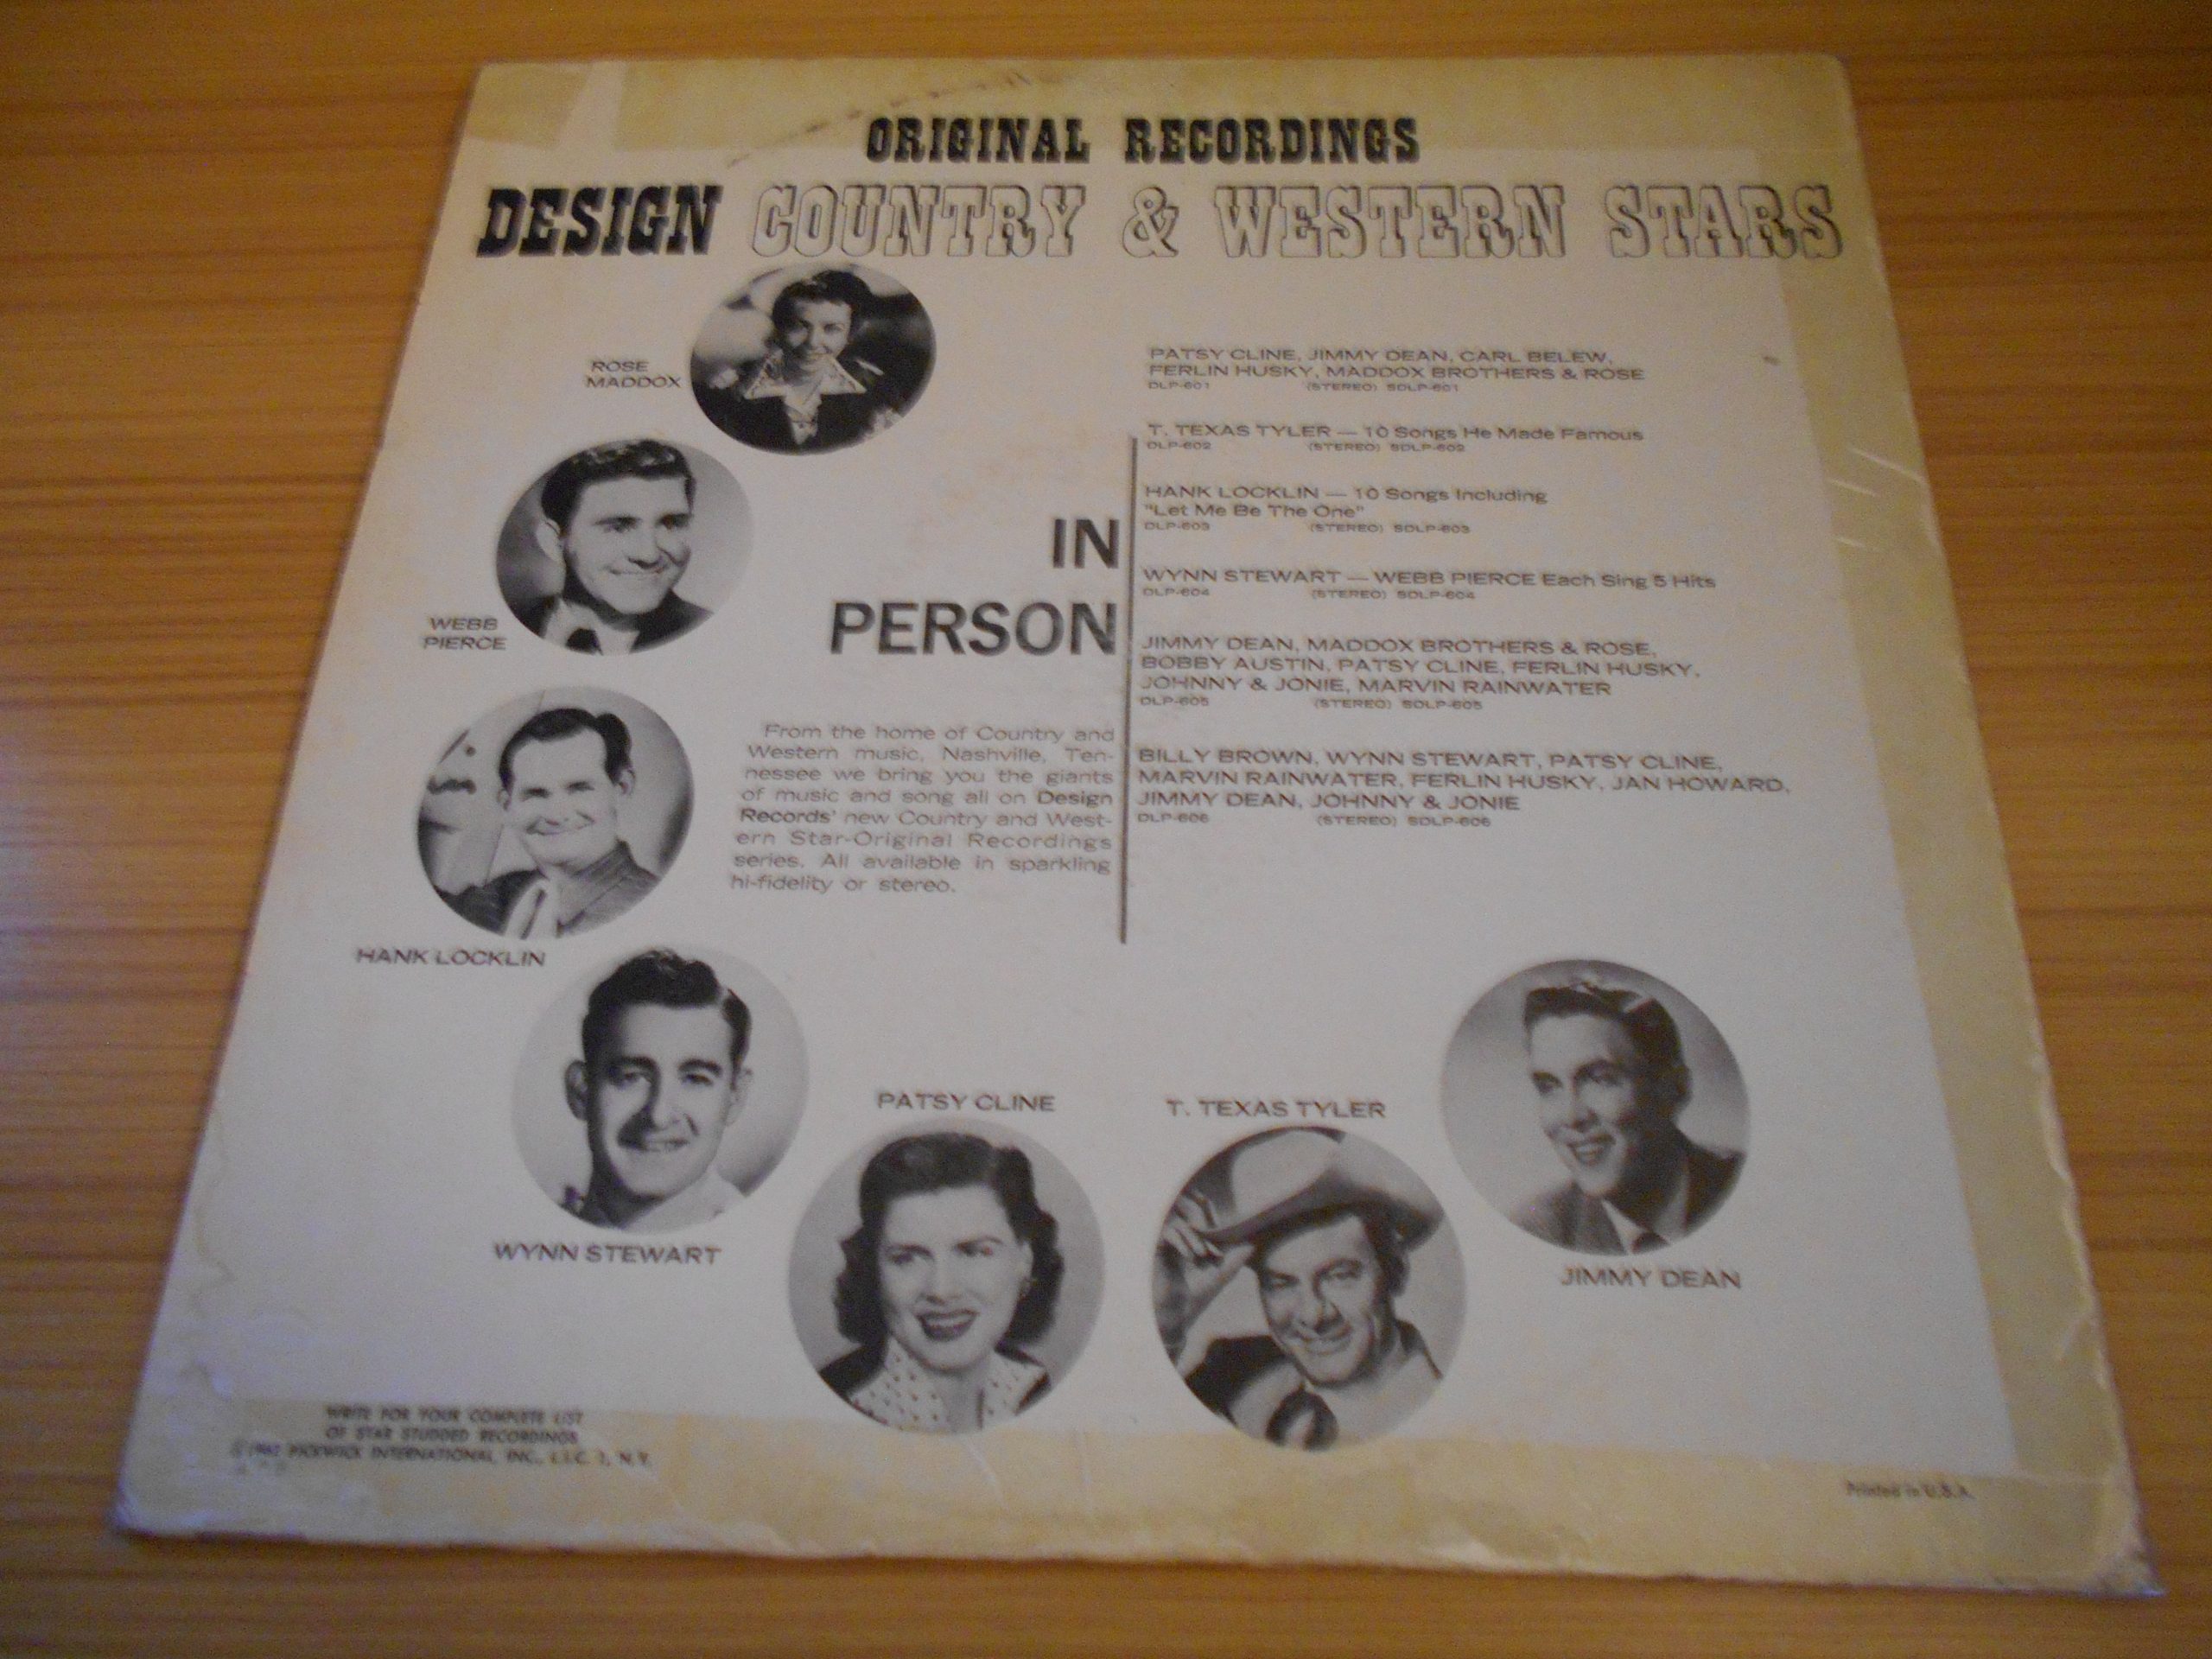 ORIGINAL RECORDINGS
DESIGN COUNTRY & WESTERN STARS
ROSE
MADDOX
WEBB
PIERCE
HANK LOCKLIN
WYNN STEWART
IN
PERSON
From the home of Country and
Western music, Nashville, Ten-
nessee we bring you the giants
of music and song all on Design
Records' new Country and West-
ern Star-Original Recordings
series. All available in sparkling
hi-fidelity or stereo.
PATSY CLINE, JIMMY DEAN, CARL BELEW,
FERLIN HUSKY, MADDOX BROTHERS & ROSE
DLP-601 (STEREO) SDLP-601
T. TEXAS TYLER — 10 Songs He Made Famous
DLP-602 (STEREO) SDLP-602
HANK LOCKLIN — 10 Songs Including
"Let Me Be The One"
DLP-603 (STEREO) SDLP-603
WYNN STEWART — WEBB PIERCE Each Sing 5 Hits
DLP-604 (STEREO) SDLP-604
JIMMY DEAN, MADDOX BROTHERS & ROSE,
BOBBY AUSTIN, PATSY CLINE, FERLIN HUSKY,
JOHNNY & JONIE, MARVIN RAINWATER
DLP-605 (STEREO) SDLP-605
BILLY BROWN, WYNN STEWART, PATSY CLINE,
MARVIN RAINWATER, FERLIN HUSKY, JAN HOWARD,
JIMMY DEAN, JOHNNY & JONIE
DLP-606 (STEREO) SDLP-606
PATSY CLINE
T. TEXAS TYLER
JIMMY DEAN
WRITE FOR YOUR COMPLETE LIST
OF STAR STUDDED RECORDINGS
PICKWICK INTERNATIONAL, INC., L.I.C. 1, N.Y.
Printed in U.S.A.